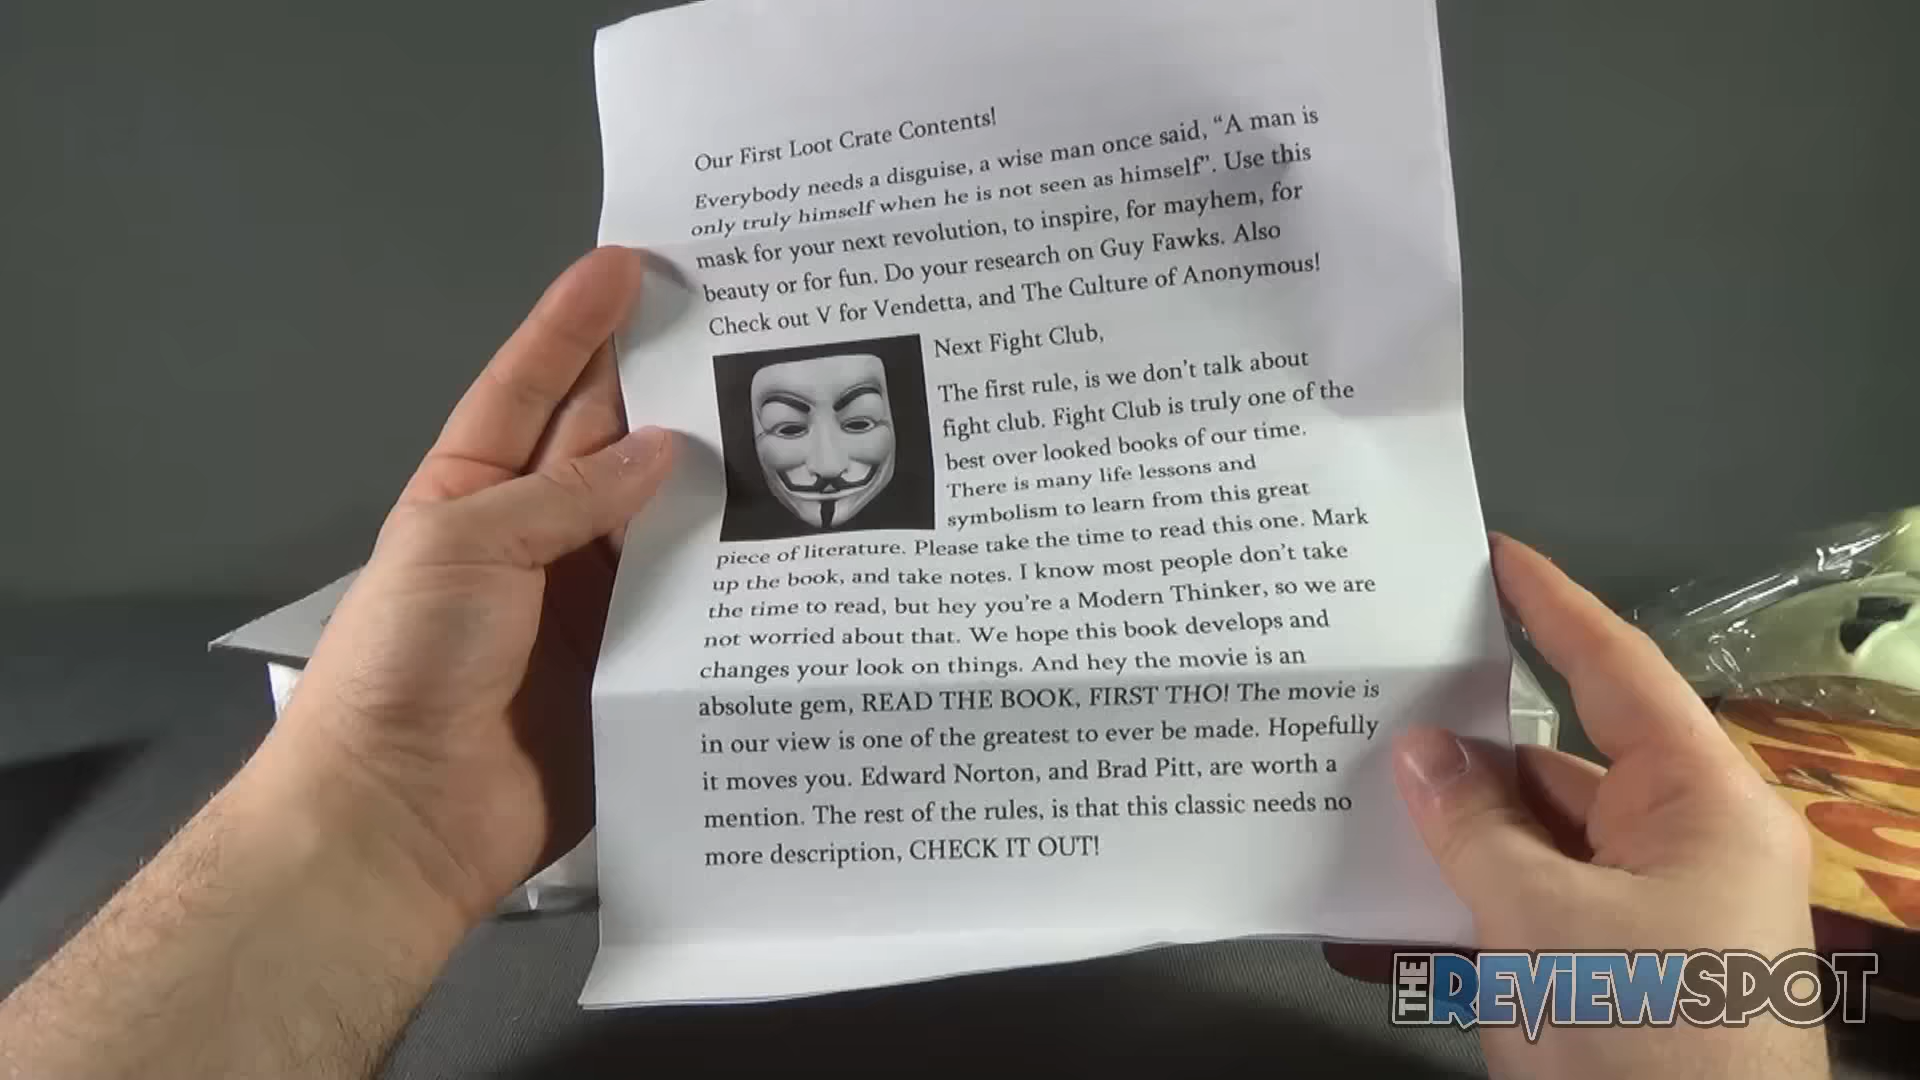 Our First Loot Crate Contents!
Everybody needs a disguise, a wise man once said, “A man is
only truly himself when he is not seen as himself”. Use this
mask for your next revolution, to inspire, for mayhem, for
beauty or for fun. Do your research on Guy Fawks. Also
Check out V for Vendetta, and The Culture of Anonymous!
Next Fight Club,
The first rule, is we don’t talk about
fight club. Fight Club is truly one of the
best over looked books of our time.
There is many life lessons and
symbolism to learn from this great
piece of literature. Please take the time to read this one. Mark
up the book, and take notes. I know most people don’t take
the time to read, but hey you’re a Modern Thinker, so we are
not worried about that. We hope this book develops and
changes your look on things. And hey the movie is an
absolute gem, READ THE BOOK, FIRST THO! The movie is
in our view is one of the greatest to ever be made. Hopefully
it moves you. Edward Norton, and Brad Pitt, are worth a
mention. The rest of the rules, is that this classic needs no
more description, CHECK IT OUT!
THE REVIEWSPOT